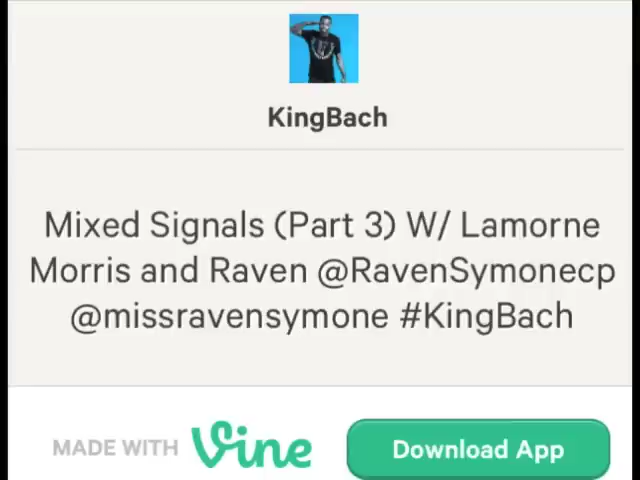 KingBach
Mixed Signals (Part 3) W/ Lamorne
Morris and Raven @RavenSymonecp
@missravensymone #KingBach
MADE WITH Vine
Download App